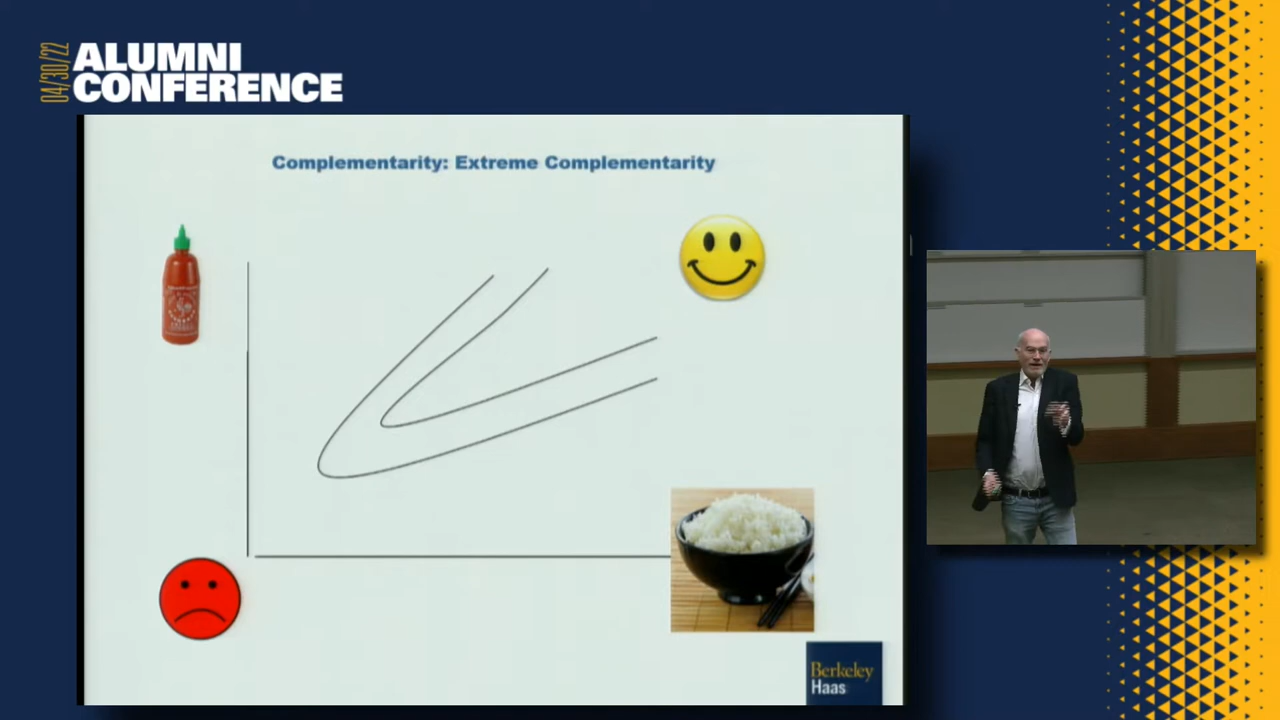 04/30/22
ALUMNI
CONFERENCE
Complementarity: Extreme Complementarity
Berkeley
Haas